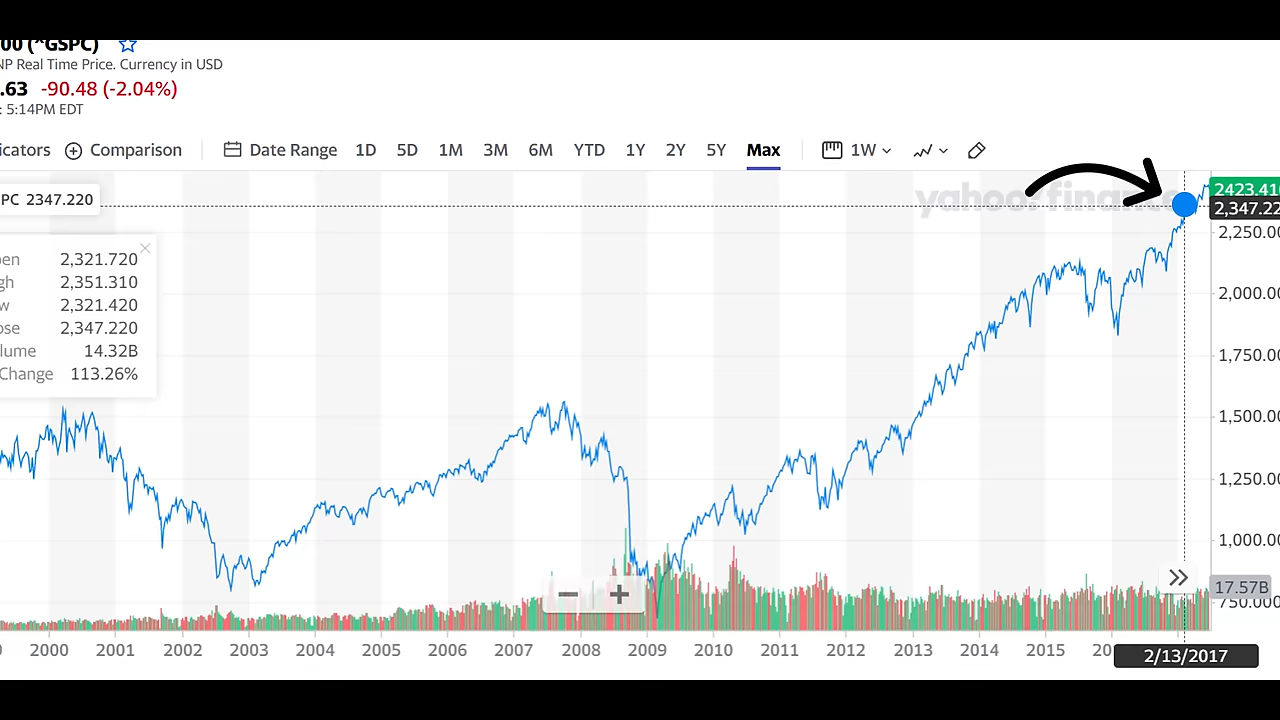 00 (^GSPC)
NP Real Time Price. Currency in USD
.63 -90.48 (-2.04%)
: 5:14PM EDT
icators Comparison Date Range 1D 5D 1M 3M 6M YTD 1Y 2Y 5Y Max 1W
PC 2347.220
yahoo! finance
2423.410
2,347.22
2,250.00
2,000.00
1,750.00
1,500.00
1,250.00
1,000.00
750.000
17.57B
en 2,321.720
gh 2,351.310
w 2,321.420
ose 2,347.220
lume 14.32B
Change 113.26%
2000 2001 2002 2003 2004 2005 2006 2007 2008 2009 2010 2011 2012 2013 2014 2015 20
2/13/2017